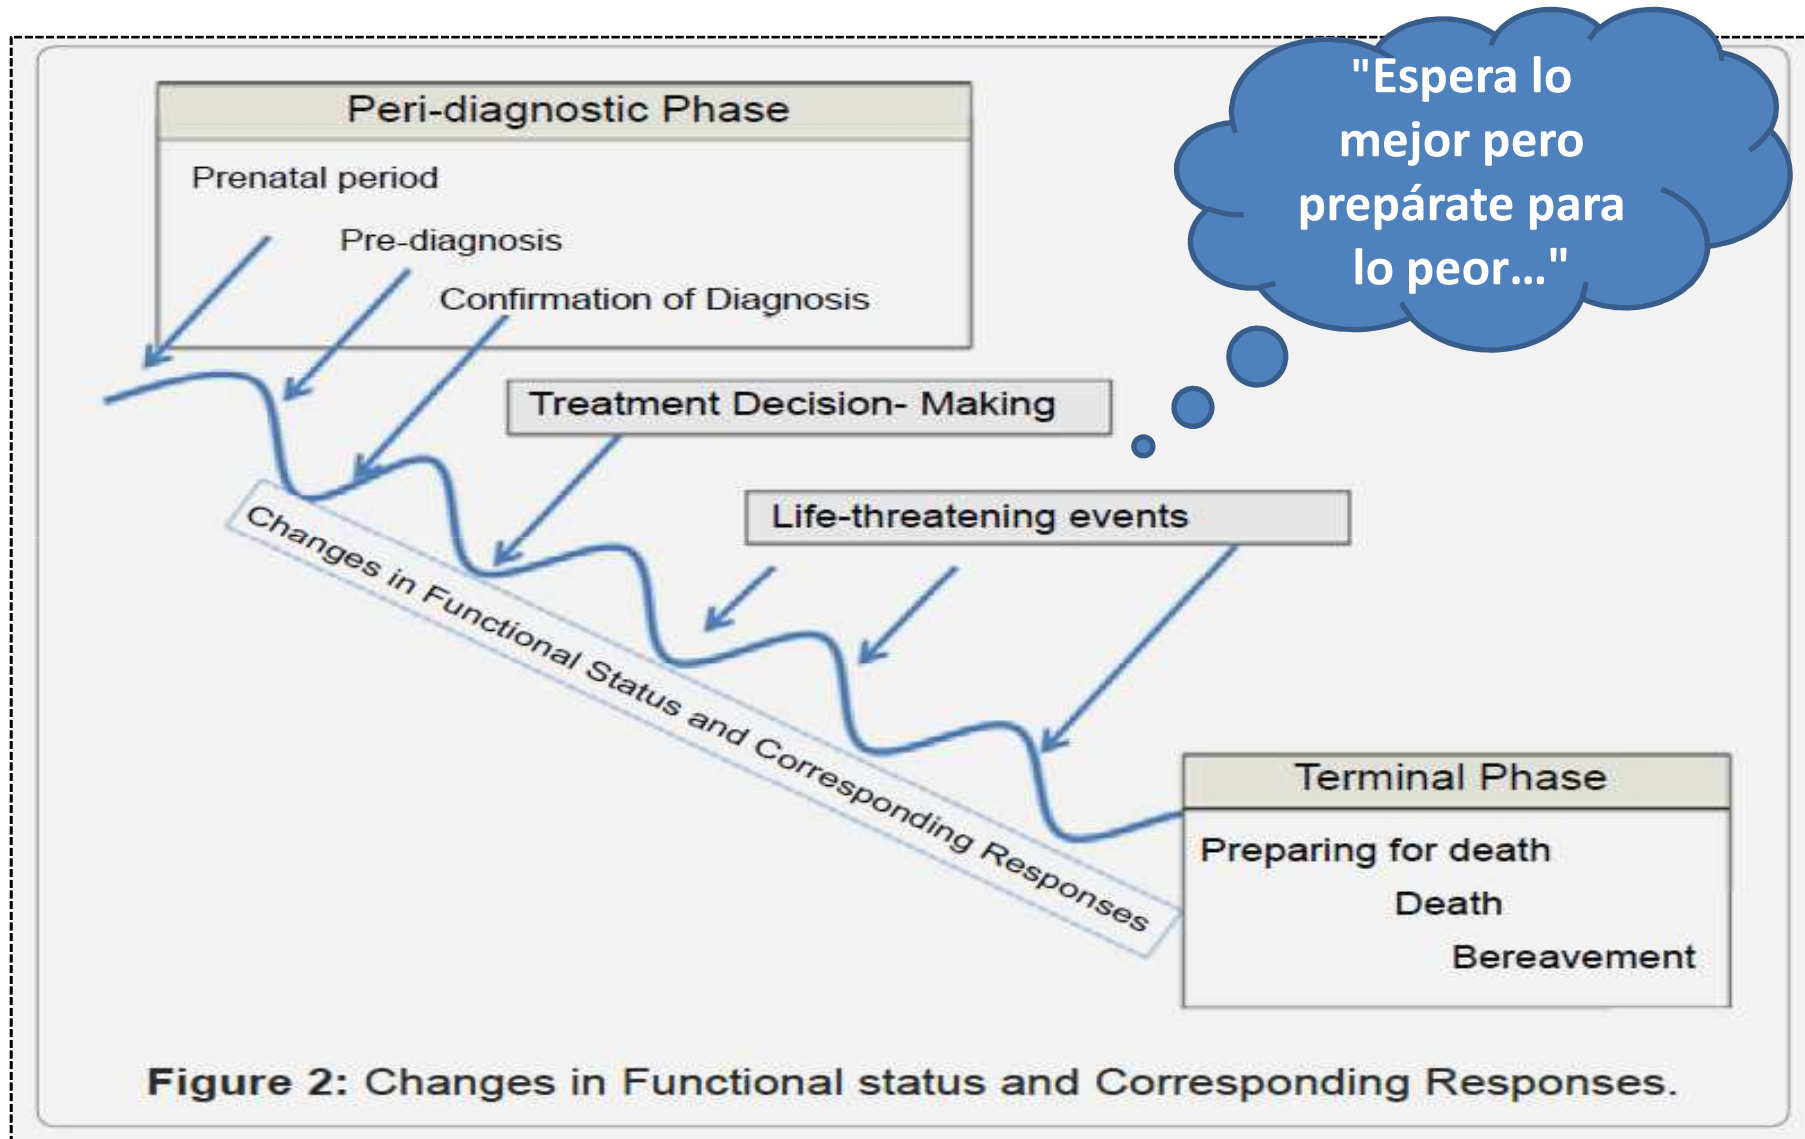 "Espera lo
mejor pero
prepárate para
lo peor..."
Peri-diagnostic Phase
Prenatal period
Pre-diagnosis
Confirmation of Diagnosis
Treatment Decision- Making
Life-threatening events
Changes in Functional Status and Corresponding Responses
Terminal Phase
Preparing for death
Death
Bereavement
Figure 2: Changes in Functional status and Corresponding Responses.